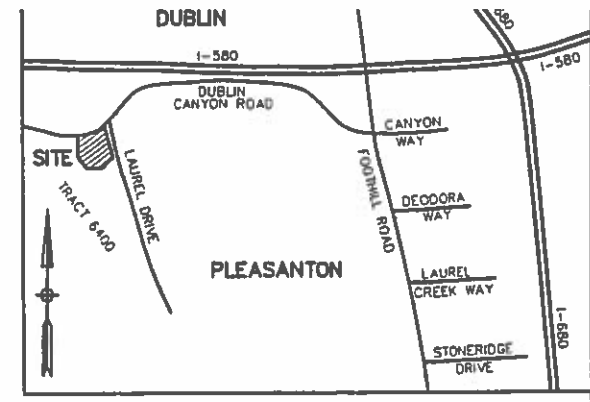 DUBLIN
I-580
680
I-580
DUBLIN
CANYON ROAD
CANYON
WAY
SITE
LAUREL DRIVE
FOOTHILL ROAD
TRACT 6400
DEODORA
WAY
PLEASANTON
LAUREL
CREEK WAY
I-680
STONERIDGE
DRIVE